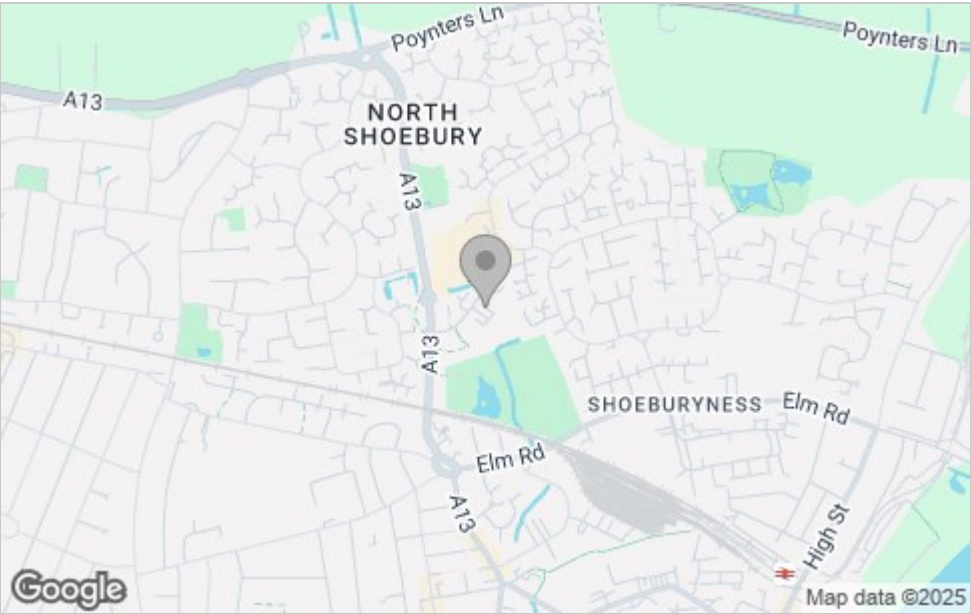 Poynters Ln
Poynters Ln
A13
NORTH
SHOEBURY
A13
A13
SHOEBURYNESS
Elm Rd
Elm Rd
A13
High St
Google
Map data ©2025